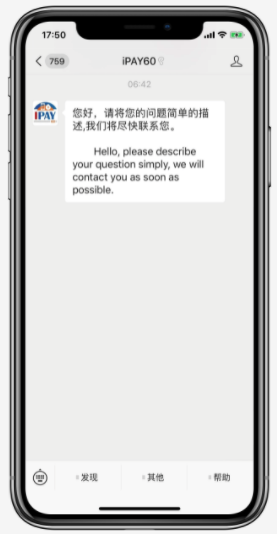 17:50
759
iPAY60
06:42
iPAY
您好，请将您的问题简单的描
述,我们将尽快联系您。
Hello, please describe
your question simply, we will
contact you as soon as
possible.
发现
其他
帮助